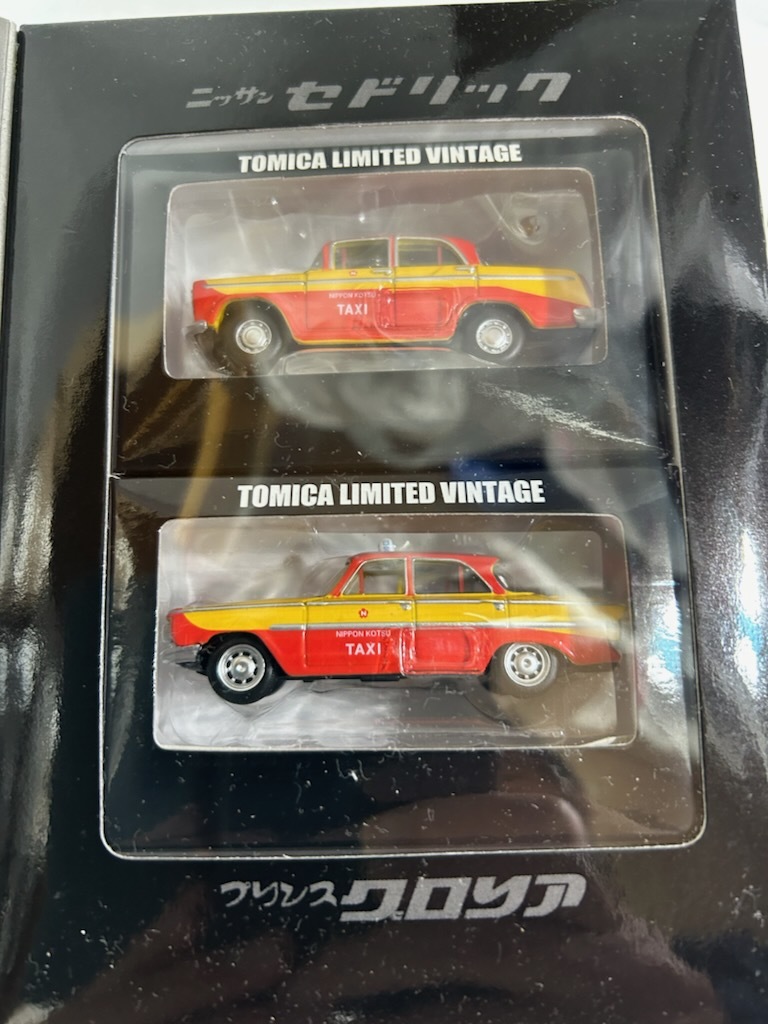 ニッサン セドリック
TOMICA LIMITED VINTAGE
NIPPON KOTSU
TAXI
TOMICA LIMITED VINTAGE
NIPPON KOTSU
TAXI
プリンス グロリア